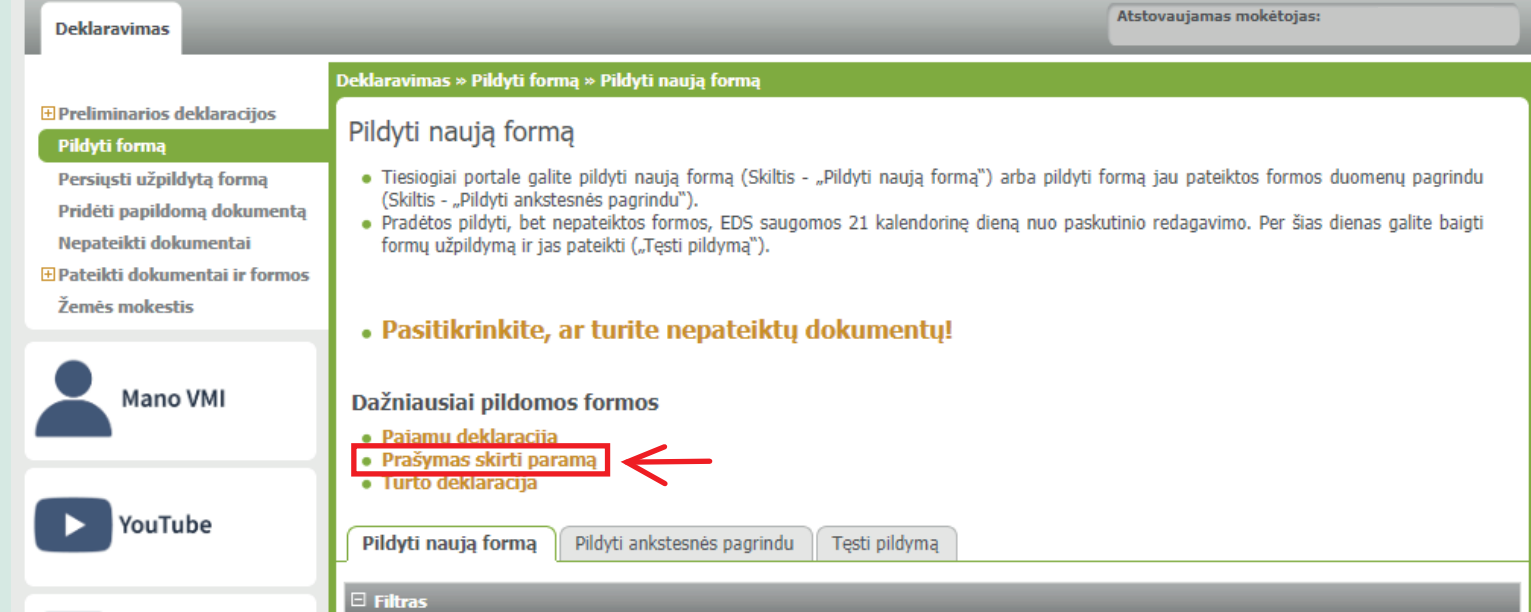 Deklaravimas
Atstovaujamas mokėtojas:
Preliminarios deklaracijos
Pildyti formą
Persiųsti užpildytą formą
Pridėti papildomą dokumentą
Nepateikti dokumentai
Pateikti dokumentai ir formos
Žemės mokestis
Mano VMI
YouTube
Deklaravimas » Pildyti formą » Pildyti naują formą
Pildyti naują formą
Tiesiogiai portale galite pildyti naują formą (Skiltis - „Pildyti naują formą“) arba pildyti formą jau pateiktos formos duomenų pagrindu
(Skiltis - „Pildyti ankstesnės pagrindu“).
Pradėtos pildyti, bet nepateiktos formos, EDS saugomos 21 kalendorinę dieną nuo paskutinio redagavimo. Per šias dienas galite baigti
formų užpildymą ir jas pateikti („Tęsti pildymą“).
Pasitikrinkite, ar turite nepateiktų dokumentų!
Dažniausiai pildomos formos
Pajamų deklaracija
Prašymas skirti paramą
Turto deklaracija
Pildyti naują formą
Pildyti ankstesnės pagrindu
Tęsti pildymą
Filtras